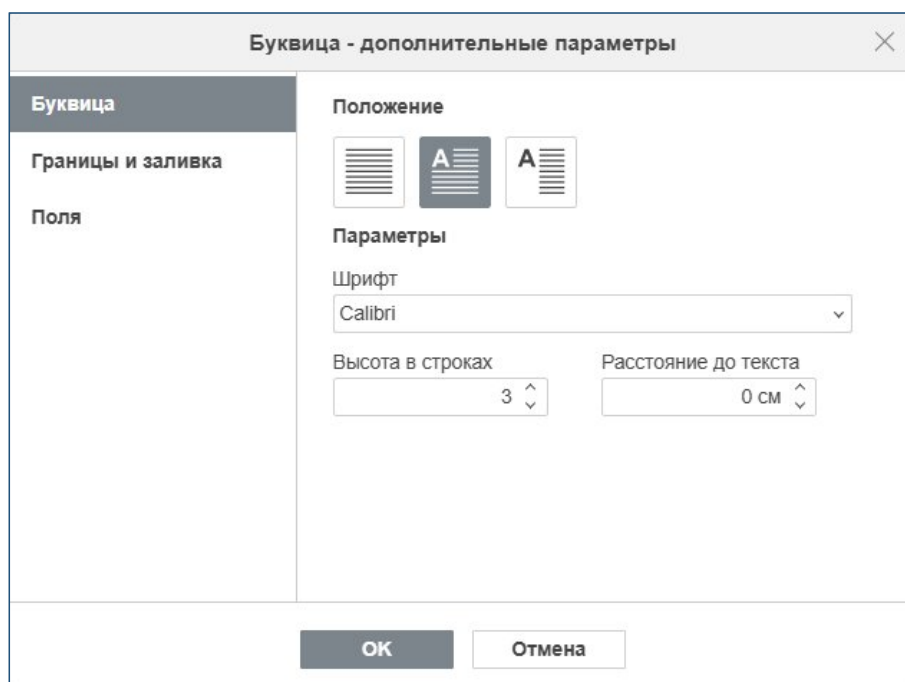 Буквица - дополнительные параметры
Буквица
Границы и заливка
Поля
Положение
A
A
Параметры
Шрифт
Calibri
Высота в строках
Расстояние до текста
3
0 см
OK
Отмена